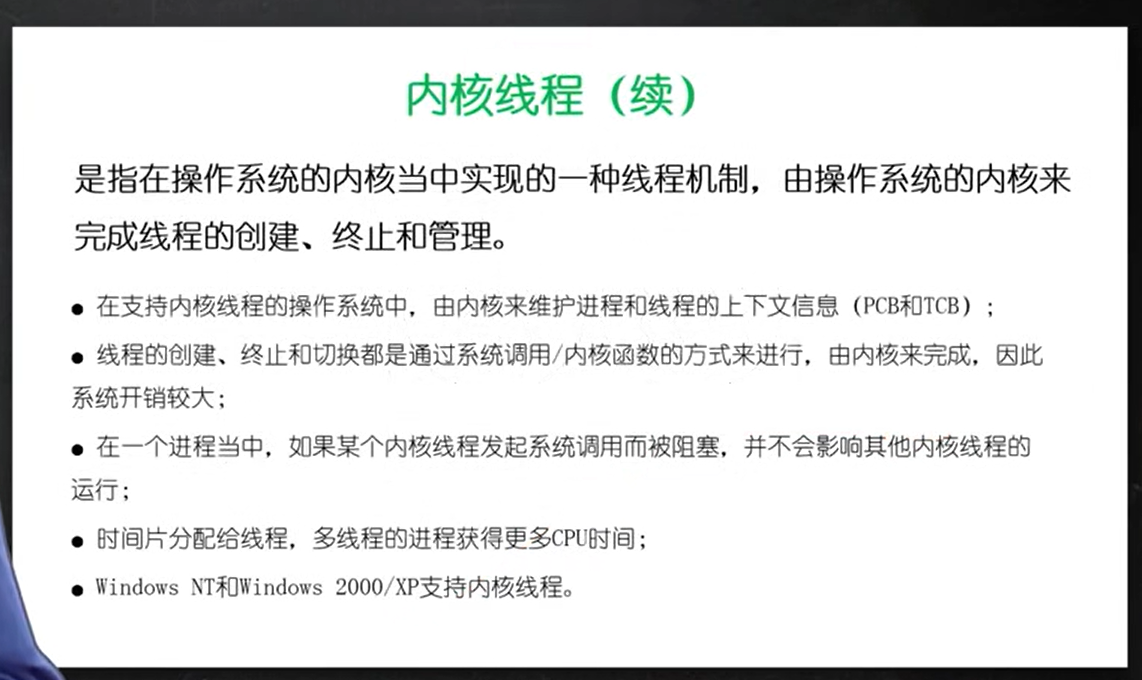 内核线程（续）
是指在操作系统的内核当中实现的一种线程机制，由操作系统的内核来
完成线程的创建、终止和管理。
● 在支持内核线程的操作系统中，由内核来维护进程和线程的上下文信息（PCB和TCB）；
● 线程的创建、终止和切换都是通过系统调用/内核函数的方式来进行，由内核来完成，因此
系统开销较大；
● 在一个进程当中，如果某个内核线程发起系统调用而被阻塞，并不会影响其他内核线程的
运行；
● 时间片分配给线程，多线程的进程获得更多CPU时间；
● Windows NT和Windows 2000/XP支持内核线程。